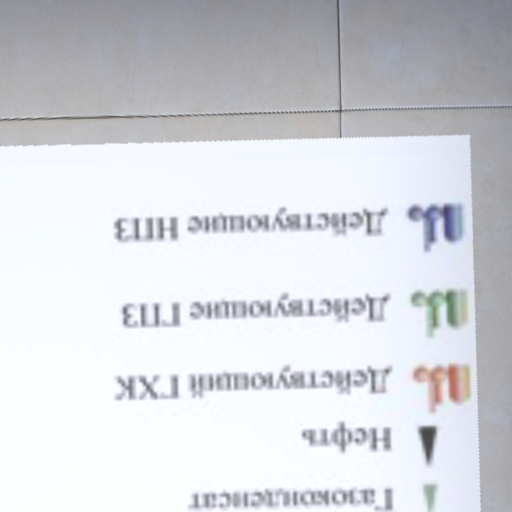 Газоконденсат
Нефть
Действующий ГХК
Действующие ГПЗ
Действующие НПЗ